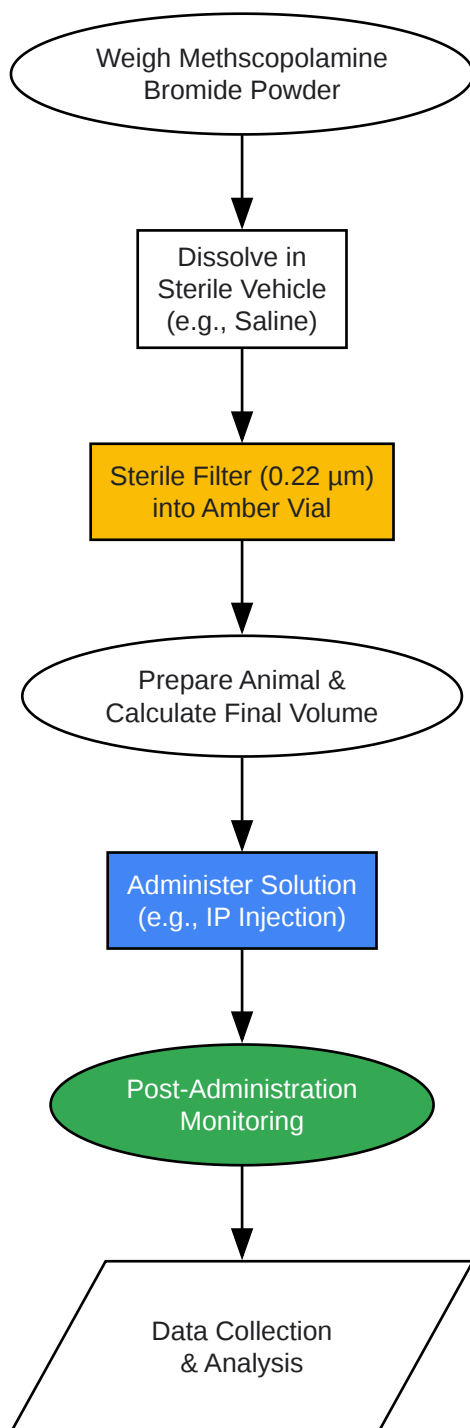 Weigh Methscopolamine
Bromide Powder
Dissolve in
Sterile Vehicle
(e.g., Saline)
Sterile Filter (0.22 µm)
into Amber Vial
Prepare Animal &
Calculate Final Volume
Administer Solution
(e.g., IP Injection)
Post-Administration
Monitoring
Data Collection
& Analysis